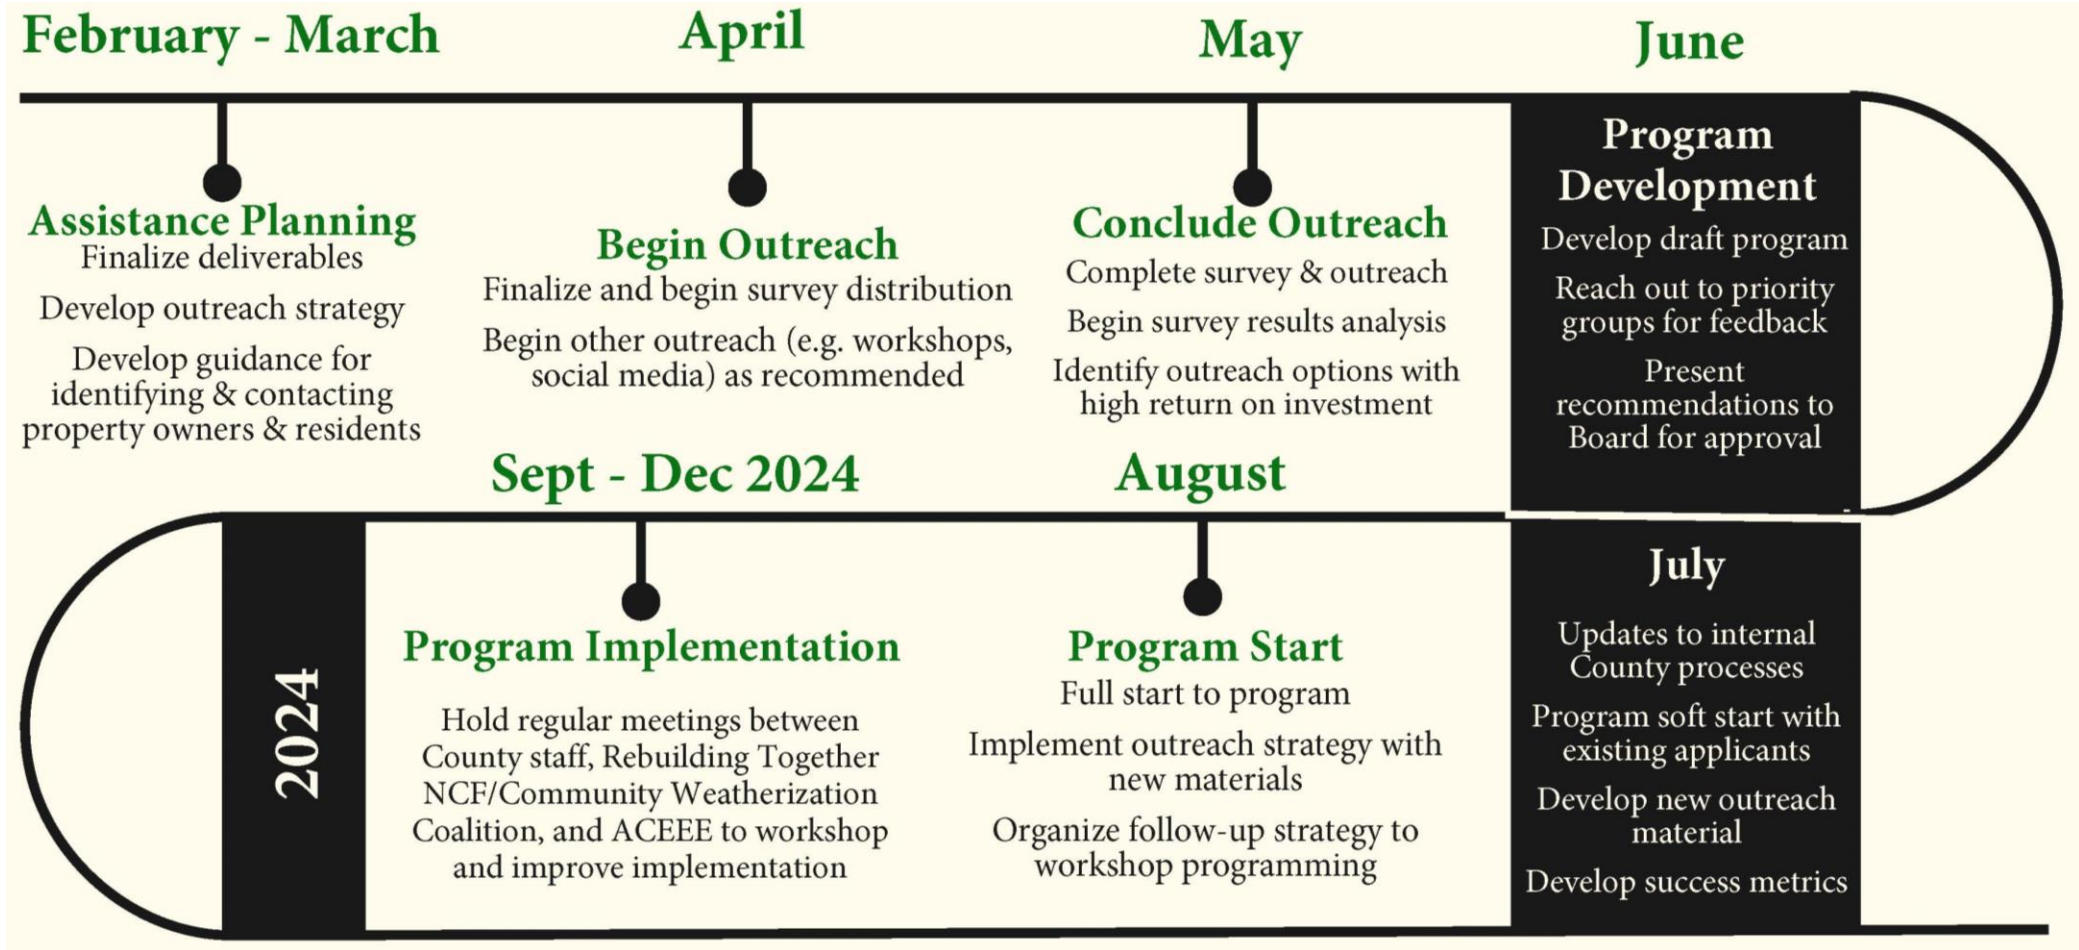 February - March
Assistance Planning
Finalize deliverables
Develop outreach strategy
Develop guidance for
identifying & contacting
property owners & residents
April
Begin Outreach
Finalize and begin survey distribution
Begin other outreach (e.g. workshops,
social media) as recommended
May
Conclude Outreach
Complete survey & outreach
Begin survey results analysis
Identify outreach options with
high return on investment
June
Program
Development
Develop draft program
Reach out to priority
groups for feedback
Present
recommendations to
Board for approval
July
Updates to internal
County processes
Program soft start with
existing applicants
Develop new outreach
material
Develop success metrics
August
Program Start
Full start to program
Implement outreach strategy with
new materials
Organize follow-up strategy to
workshop programming
Sept - Dec 2024
Program Implementation
Hold regular meetings between
County staff, Rebuilding Together
NCF/Community Weatherization
Coalition, and ACEEE to workshop
and improve implementation
2024